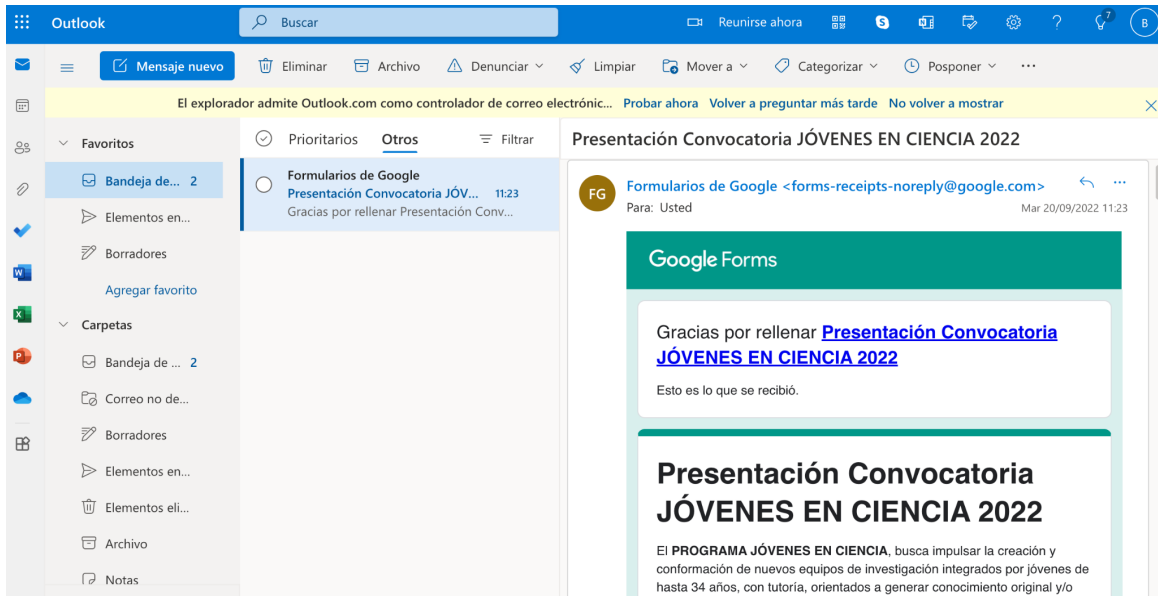 Outlook
Buscar
Reunirse ahora
7
B
Mensaje nuevo
Eliminar
Archivo
Denunciar
Limpiar
Mover a
Categorizar
Posponer
El explorador admite Outlook.com como controlador de correo electrónic... Probar ahora Volver a preguntar más tarde No volver a mostrar
Favoritos
Bandeja de... 2
Elementos en...
Borradores
Agregar favorito
Carpetas
Bandeja de ... 2
Correo no de...
Borradores
Elementos en...
Elementos eli...
Archivo
Notas
Prioritarios Otros Filtrar
Formularios de Google
Presentación Convocatoria JÓV... 11:23
Gracias por rellenar Presentación Conv...
Presentación Convocatoria JÓVENES EN CIENCIA 2022
FG
Formularios de Google <forms-receipts-noreply@google.com>
Para: Usted Mar 20/09/2022 11:23
Google Forms
Gracias por rellenar Presentación Convocatoria
JÓVENES EN CIENCIA 2022
Esto es lo que se recibió.
Presentación Convocatoria
JÓVENES EN CIENCIA 2022
El PROGRAMA JÓVENES EN CIENCIA, busca impulsar la creación y
conformación de nuevos equipos de investigación integrados por jóvenes de
hasta 34 años, con tutoría, orientados a generar conocimiento original y/o